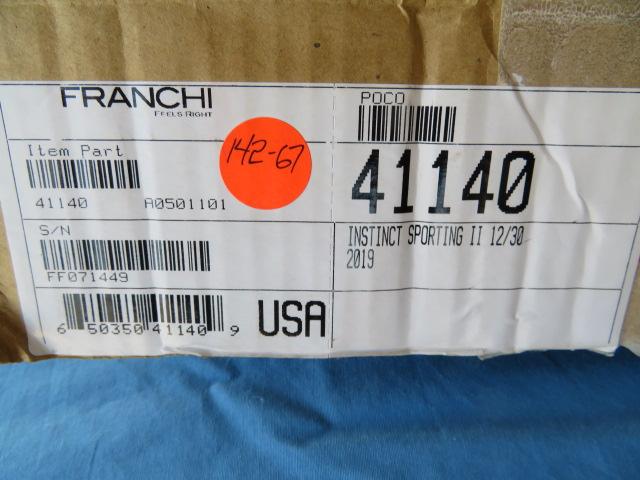 FRANCHI
FEELS RIGHT
POCO
Item Part
41140 A0501101
142-67
41140
S/N
FF071449
INSTINCT SPORTING II 12/30
2019
6 50350 41140 9
USA